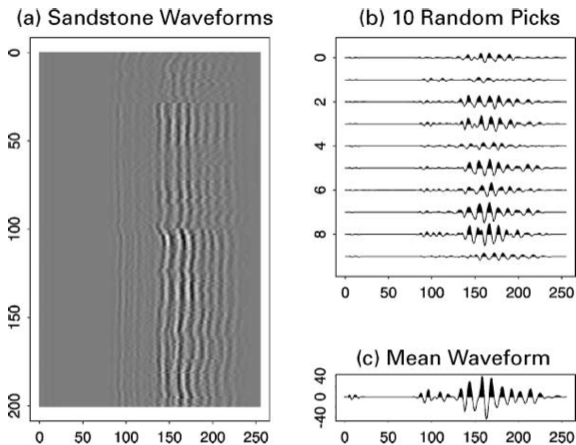 (a) Sandstone Waveforms
0
50
100
150
200
0 50 100 150 200 250
(b) 10 Random Picks
0
2
4
6
8
0 50 100 150 200 250
(c) Mean Waveform
-40 0 40
0 50 100 150 200 250